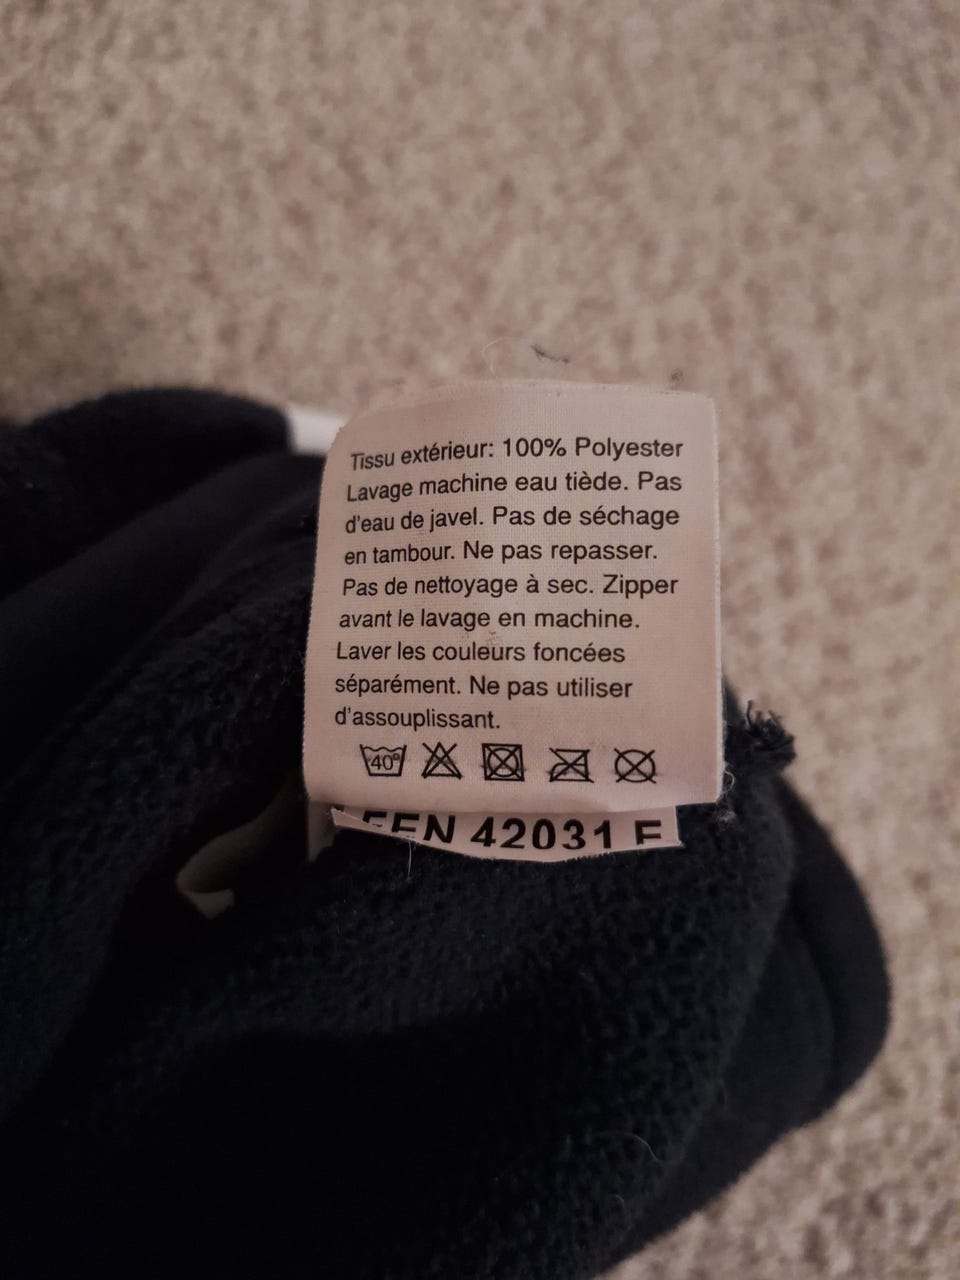 Tissu extérieur: 100% Polyester
Lavage machine eau tiède. Pas
d'eau de javel. Pas de séchage
en tambour. Ne pas repasser.
Pas de nettoyage à sec. Zipper
avant le lavage en machine.
Laver les couleurs foncées
séparément. Ne pas utiliser
d'assouplissant.
40°
42031